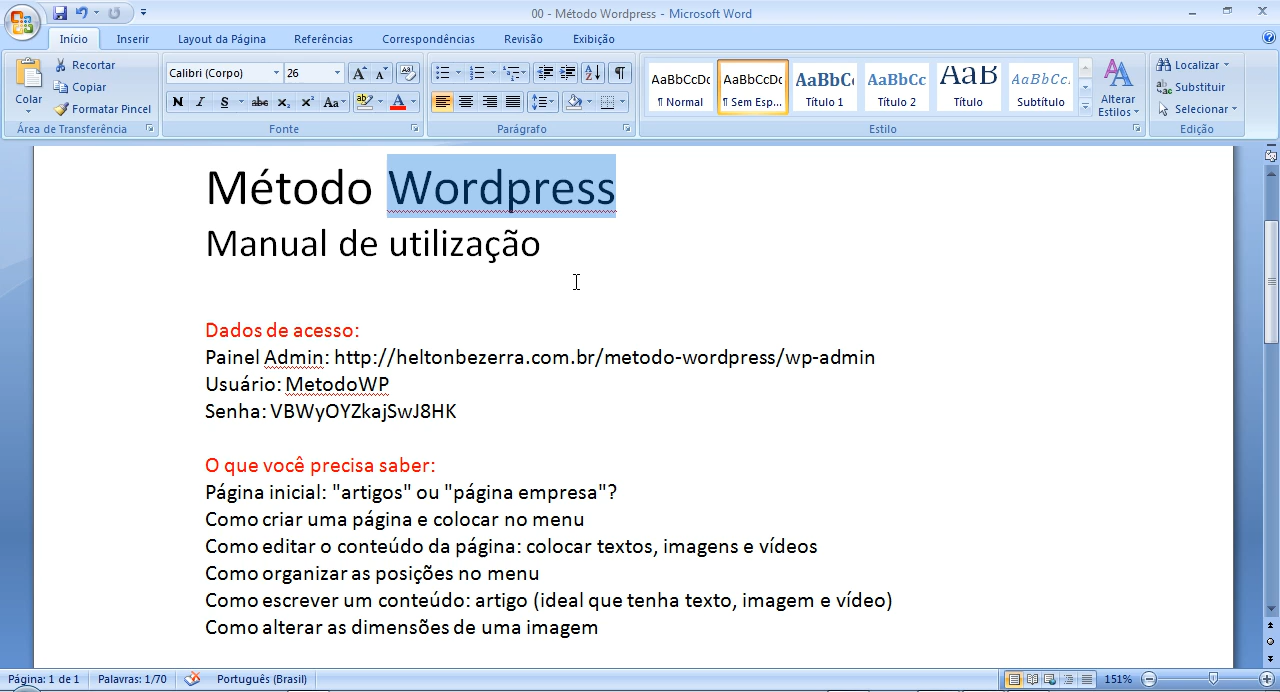 00 - Método Wordpress - Microsoft Word
Início Inserir Layout da Página Referências Correspondências Revisão Exibição
Colar
Recortar
Copiar
Formatar Pincel
Área de Transferência
Calibri (Corpo) 26
N I S abe X₂ X² Aa
Fonte
Parágrafo
AaBbCcDc AaBbCcDc AaBbC AaBbCc AaB AaBbCc.
¶ Normal ¶ Sem Esp... Título 1 Título 2 Título Subtítulo
Alterar Estilos
Estilo
Localizar
Substituir
Selecionar
Edição
Método Wordpress
Manual de utilização
Dados de acesso:
Painel Admin: http://heltonbezerra.com.br/metodo-wordpress/wp-admin
Usuário: MetodoWP
Senha: VBWyOYZkajSwJ8HK
O que você precisa saber:
Página inicial: "artigos" ou "página empresa"?
Como criar uma página e colocar no menu
Como editar o conteúdo da página: colocar textos, imagens e vídeos
Como organizar as posições no menu
Como escrever um conteúdo: artigo (ideal que tenha texto, imagem e vídeo)
Como alterar as dimensões de uma imagem
Página: 1 de 1 Palavras: 1/70 Português (Brasil) 151%